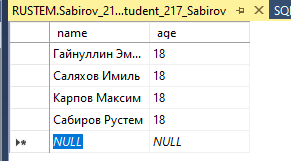 RUSTEM.Sabirov_21...tudent_217_Sabirov SQ
name age
Гайнуллин Эм... 18
Саляхов Имиль 18
Карпов Максим 18
Сабиров Рустем 18
NULL NULL